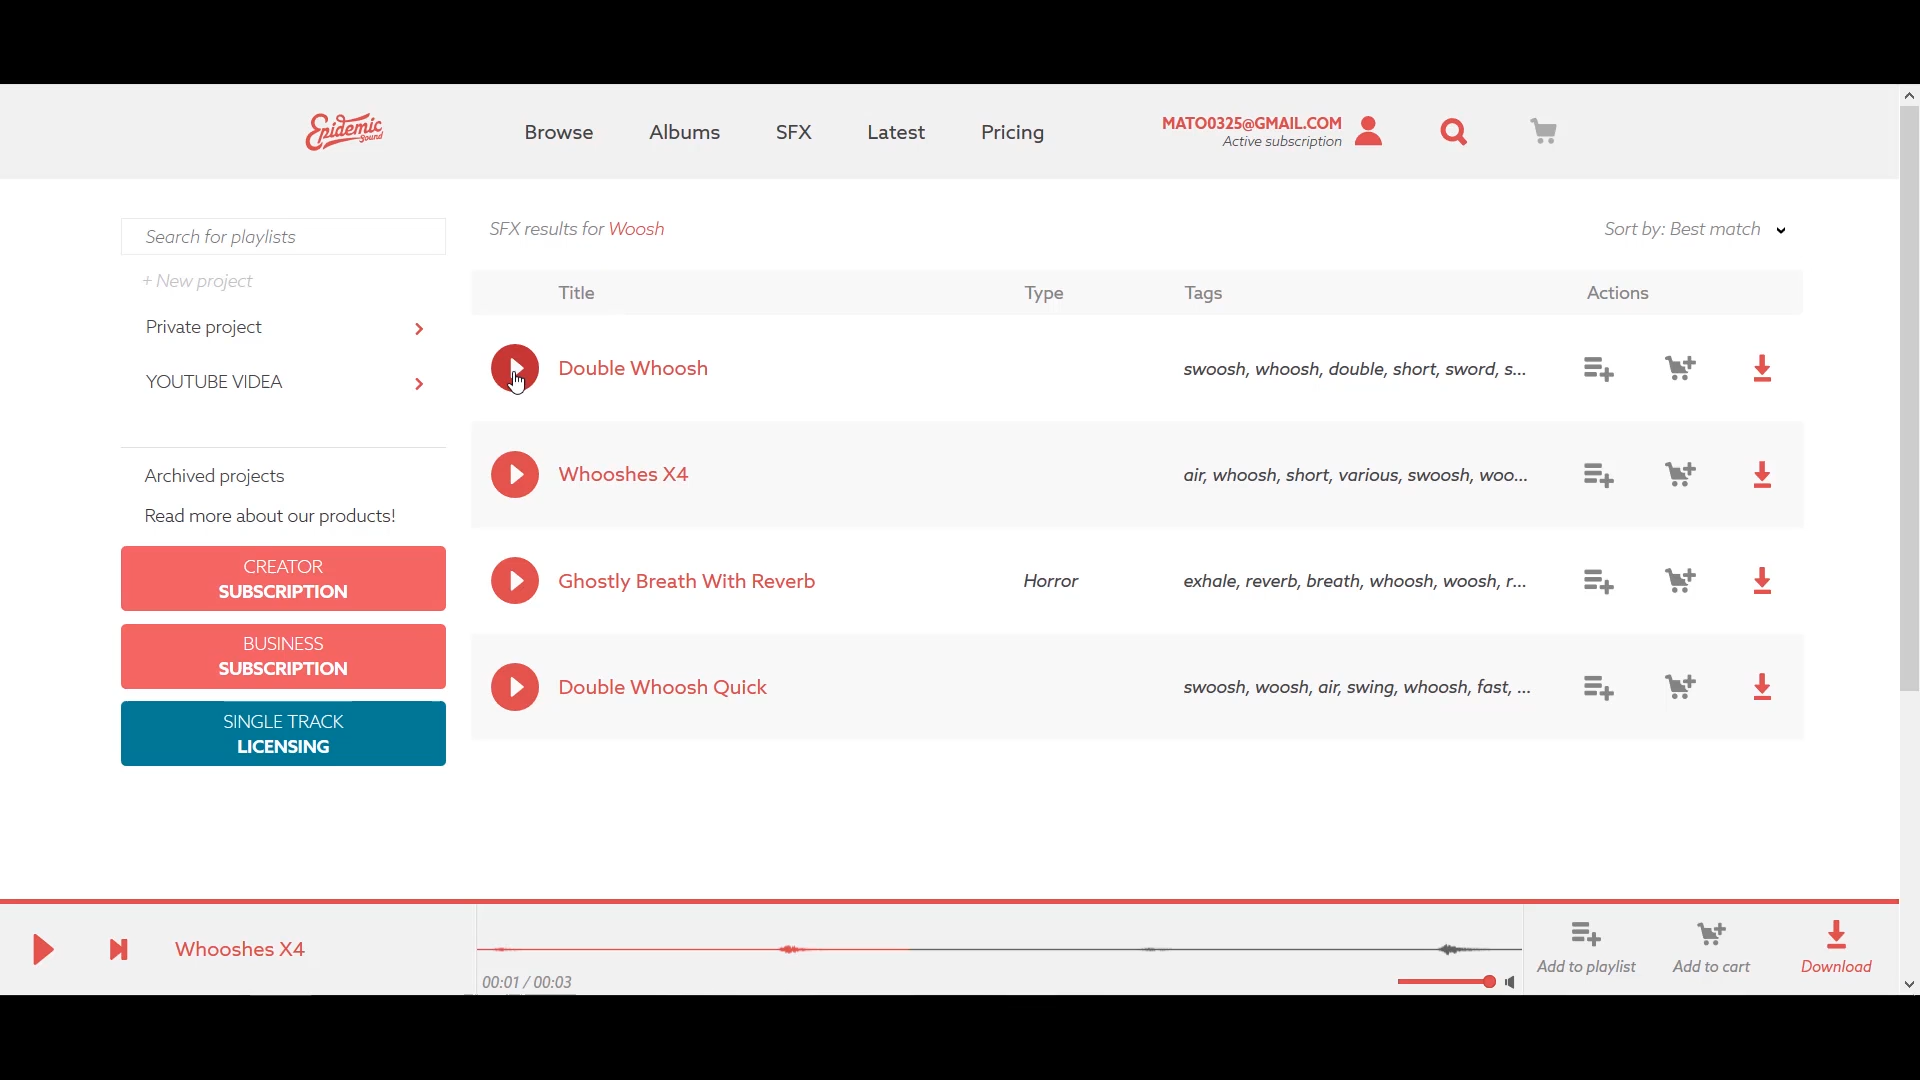 Epidemic Sound
Browse
Albums
SFX
Latest
Pricing
MATO0325@GMAIL.COM
Active subscription
Search for playlists
+ New project
Private project
YOUTUBE VIDEA
Archived projects
Read more about our products!
CREATOR
SUBSCRIPTION
BUSINESS
SUBSCRIPTION
SINGLE TRACK
LICENSING
SFX results for Woosh
Sort by: Best match
Title Type Tags Actions
Double Whoosh swoosh, whoosh, double, short, sword, s...
Whooshes X4 air, whoosh, short, various, swoosh, woo...
Ghostly Breath With Reverb Horror exhale, reverb, breath, whoosh, woosh, r...
Double Whoosh Quick swoosh, woosh, air, swing, whoosh, fast, ...
Whooshes X4
00:01 / 00:03
Add to playlist
Add to cart
Download